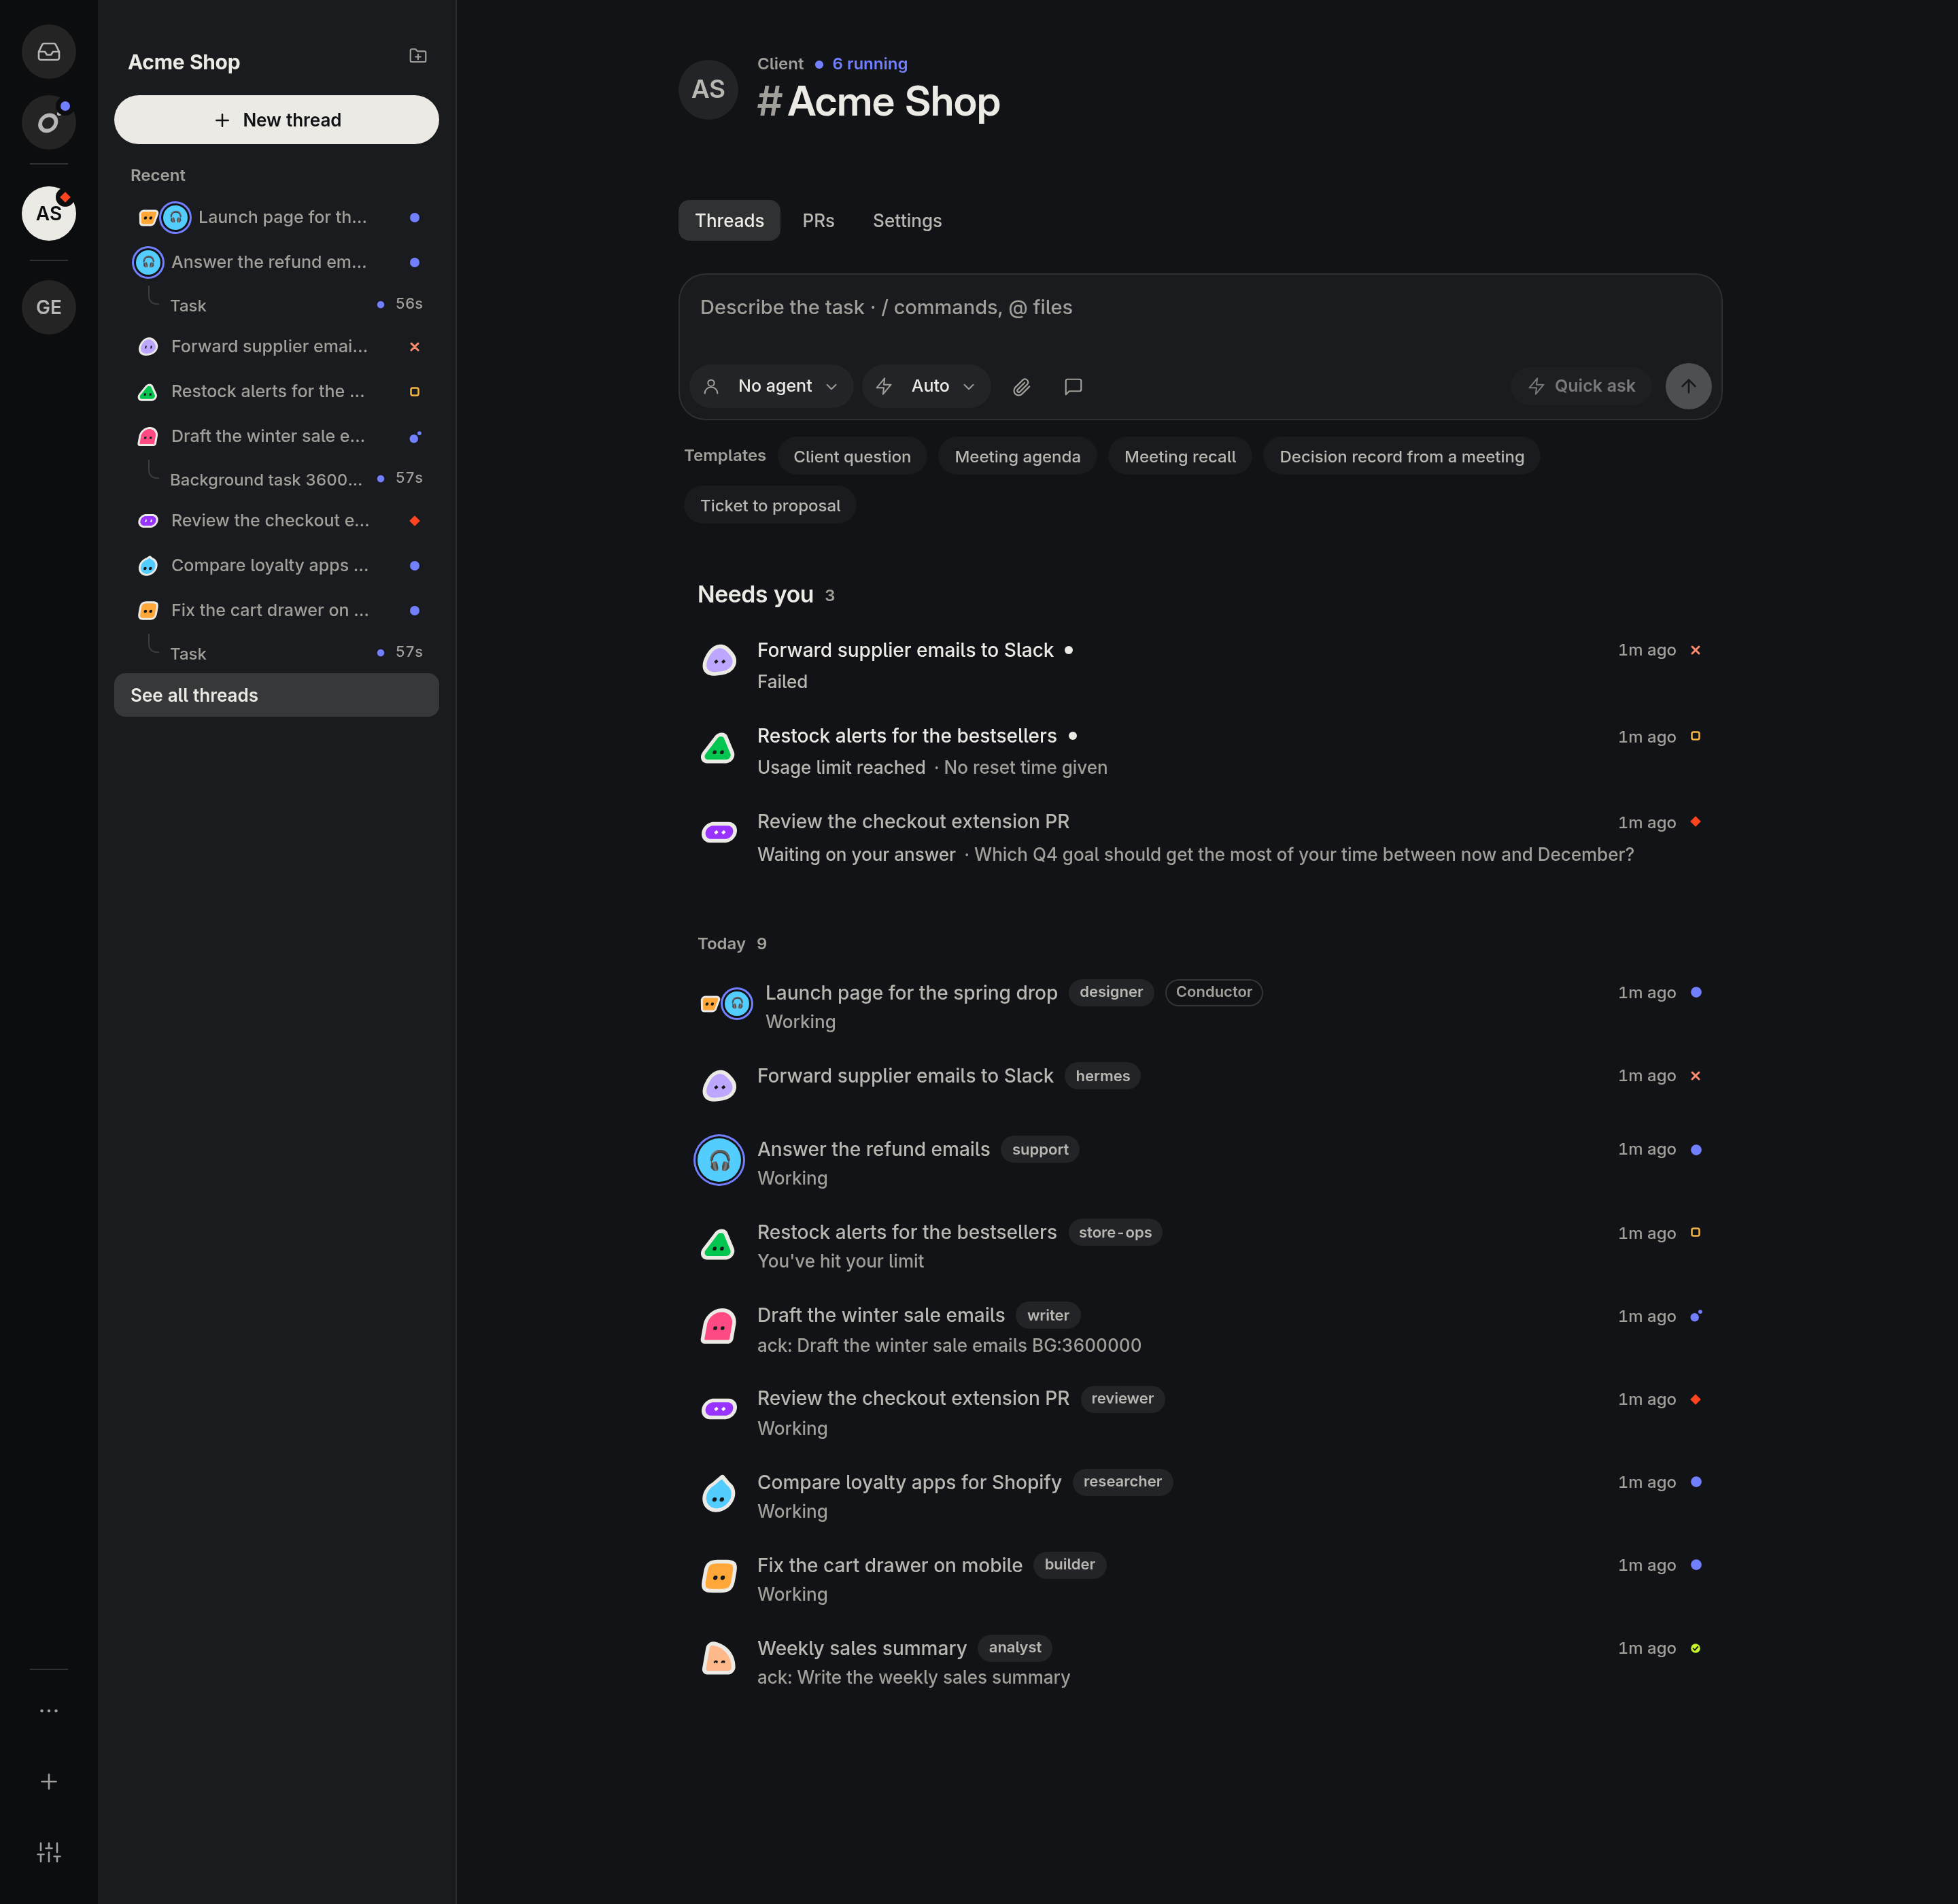 Acme Shop
New thread
Recent
Launch page for th...
Answer the refund em...
Task 56s
Forward supplier emai...
Restock alerts for the ...
Draft the winter sale e...
Background task 3600... 57s
Review the checkout e...
Compare loyalty apps ...
Fix the cart drawer on ...
Task 57s
See all threads
AS
GE
AS
Client 6 running
# Acme Shop
Threads PRs Settings
Describe the task · / commands, @ files
No agent Auto Quick ask
Templates Client question Meeting agenda Meeting recall Decision record from a meeting
Ticket to proposal
Needs you 3
Forward supplier emails to Slack 1m ago
Failed
Restock alerts for the bestsellers 1m ago
Usage limit reached · No reset time given
Review the checkout extension PR 1m ago
Waiting on your answer · Which Q4 goal should get the most of your time between now and December?
Today 9
Launch page for the spring drop designer Conductor 1m ago
Working
Forward supplier emails to Slack hermes 1m ago
Answer the refund emails support 1m ago
Working
Restock alerts for the bestsellers store-ops 1m ago
You've hit your limit
Draft the winter sale emails writer 1m ago
ack: Draft the winter sale emails BG:3600000
Review the checkout extension PR reviewer 1m ago
Working
Compare loyalty apps for Shopify researcher 1m ago
Working
Fix the cart drawer on mobile builder 1m ago
Working
Weekly sales summary analyst 1m ago
ack: Write the weekly sales summary